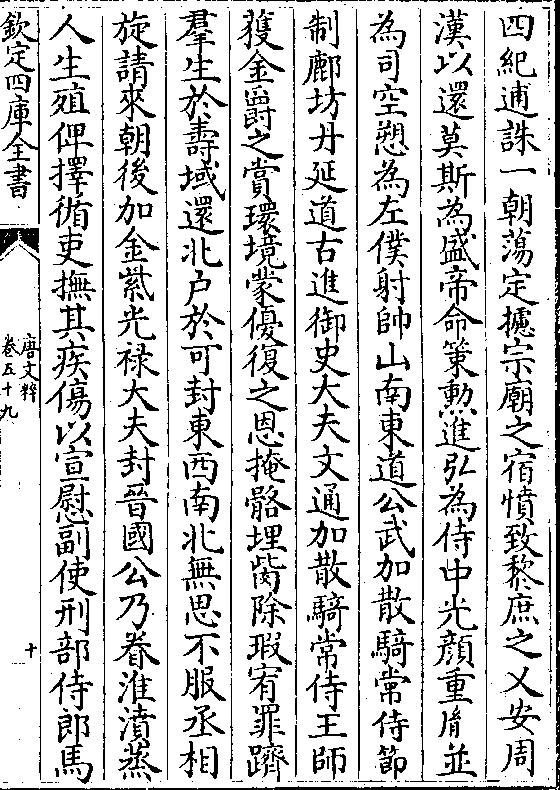 四紀逋誅一朝蕩定攄宗廟之宿憤致黎庶之乂安周
漢以還莫斯為盛帝命策勲進弘為侍中光顔重𦙍並
為司空愬為左僕射帥山南東道公武加散騎常侍節
制鄜坊丹延道古進御史大夫文通加散騎常侍王師
獲金爵之賞環境蒙優復之恩掩骼埋胔除瑕宥罪躋
羣生於壽域還北户於可封東西南北無思不服丞相
旋請來朝後加金紫光禄大夫封晉國公乃眷淮濆蒸
人生殖俾擇循吏撫其疾傷以宣慰副使刑部侍郎馬
欽定四庫全書
唐文粹
卷五十九
十